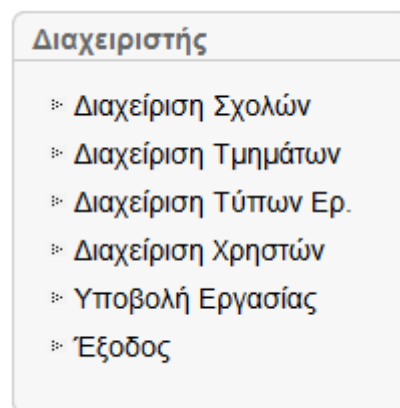 Διαχειριστής
Διαχείριση Σχολών
Διαχείριση Τμημάτων
Διαχείριση Τύπων Ερ.
Διαχείριση Χρηστών
Υποβολή Εργασίας
Έξοδος